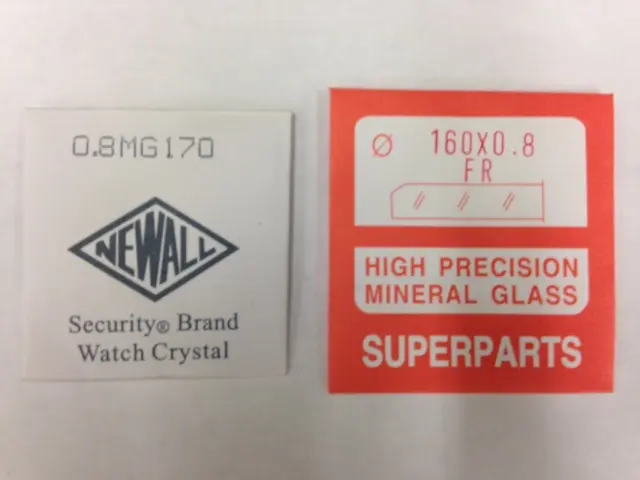 0.8MG170
NEWALL
Security® Brand
Watch Crystal
Ø 160X0.8
FR
HIGH PRECISION
MINERAL GLASS
SUPERPARTS